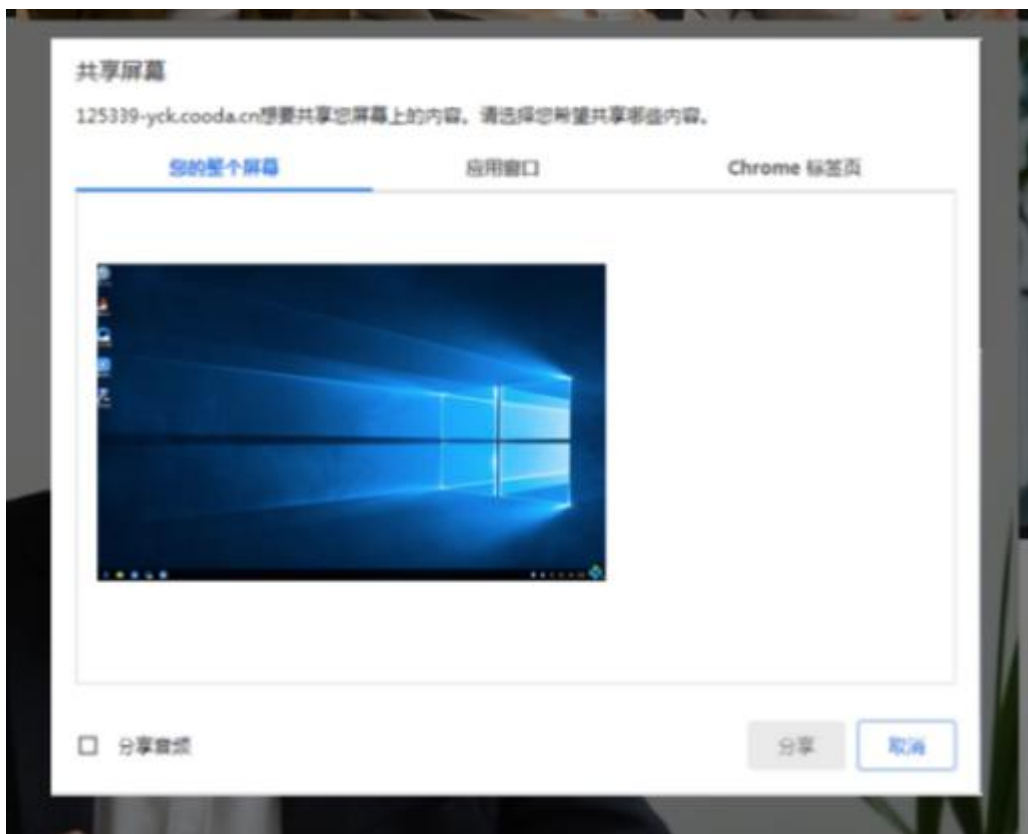 共享屏幕
125339-yck.cooda.cn想要共享您屏幕上的内容。请选择您希望共享哪些内容。
您的整个屏幕
应用窗口
Chrome 标签页
分享音频
分享
取消